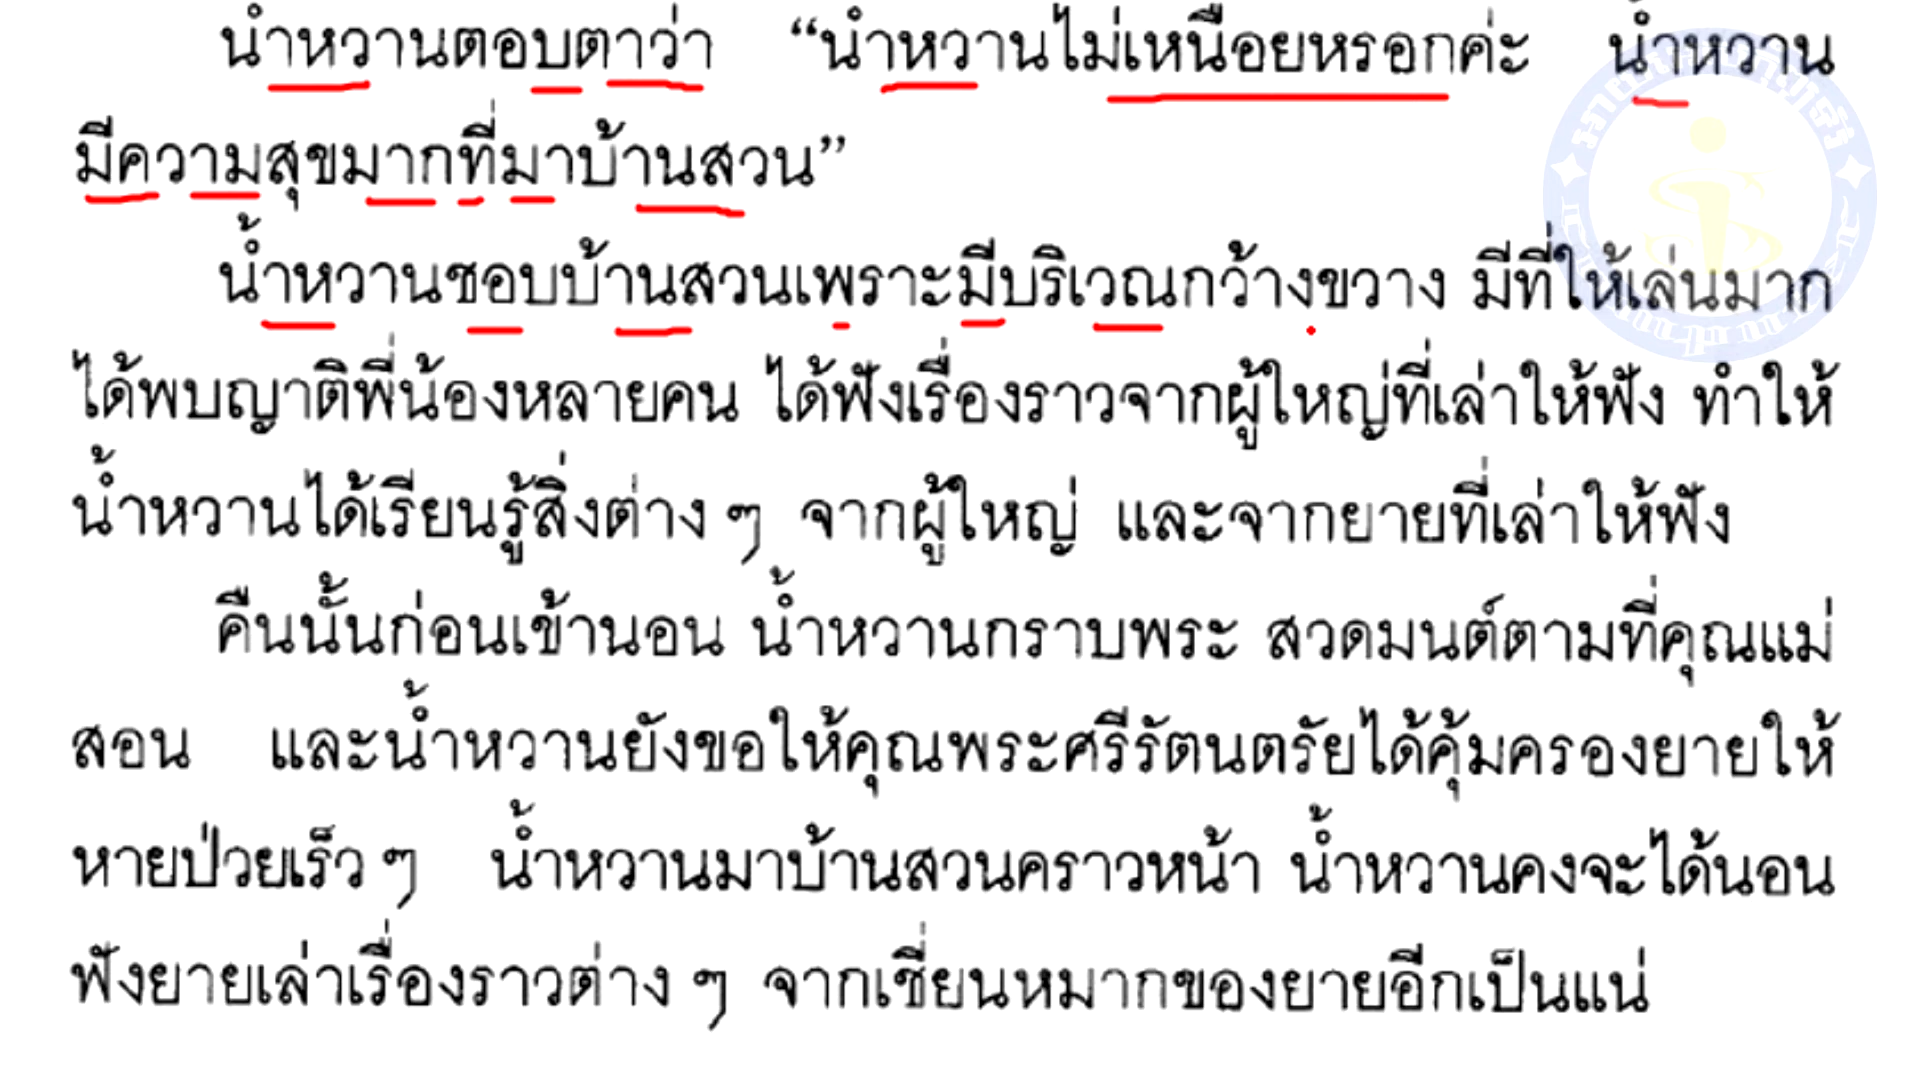 น้ำหวานตอบตาว่า “น้ำหวานไม่เหนื่อยหรอกค่ะ น้ำหวาน
มีความสุขมากที่มาบ้านสวน”
น้ำหวานชอบบ้านสวนเพราะมีบริเวณกว้างขวาง มีที่ให้เล่นมาก
ได้พบญาติพี่น้องหลายคน ได้ฟังเรื่องราวจากผู้ใหญ่ที่เล่าให้ฟัง ทำให้
น้ำหวานได้เรียนรู้สิ่งต่าง ๆ จากผู้ใหญ่ และจากยายที่เล่าให้ฟัง
คืนนั้นก่อนเข้านอน น้ำหวานกราบพระ สวดมนต์ตามที่คุณแม่
สอน และน้ำหวานยังขอให้คุณพระศรีรัตนตรัยได้คุ้มครองยายให้
หายป่วยเร็ว ๆ น้ำหวานมาบ้านสวนคราวหน้า น้ำหวานคงจะได้นอน
ฟังยายเล่าเรื่องราวต่าง ๆ จากเชี่ยนหมากของยายอีกเป็นแน่